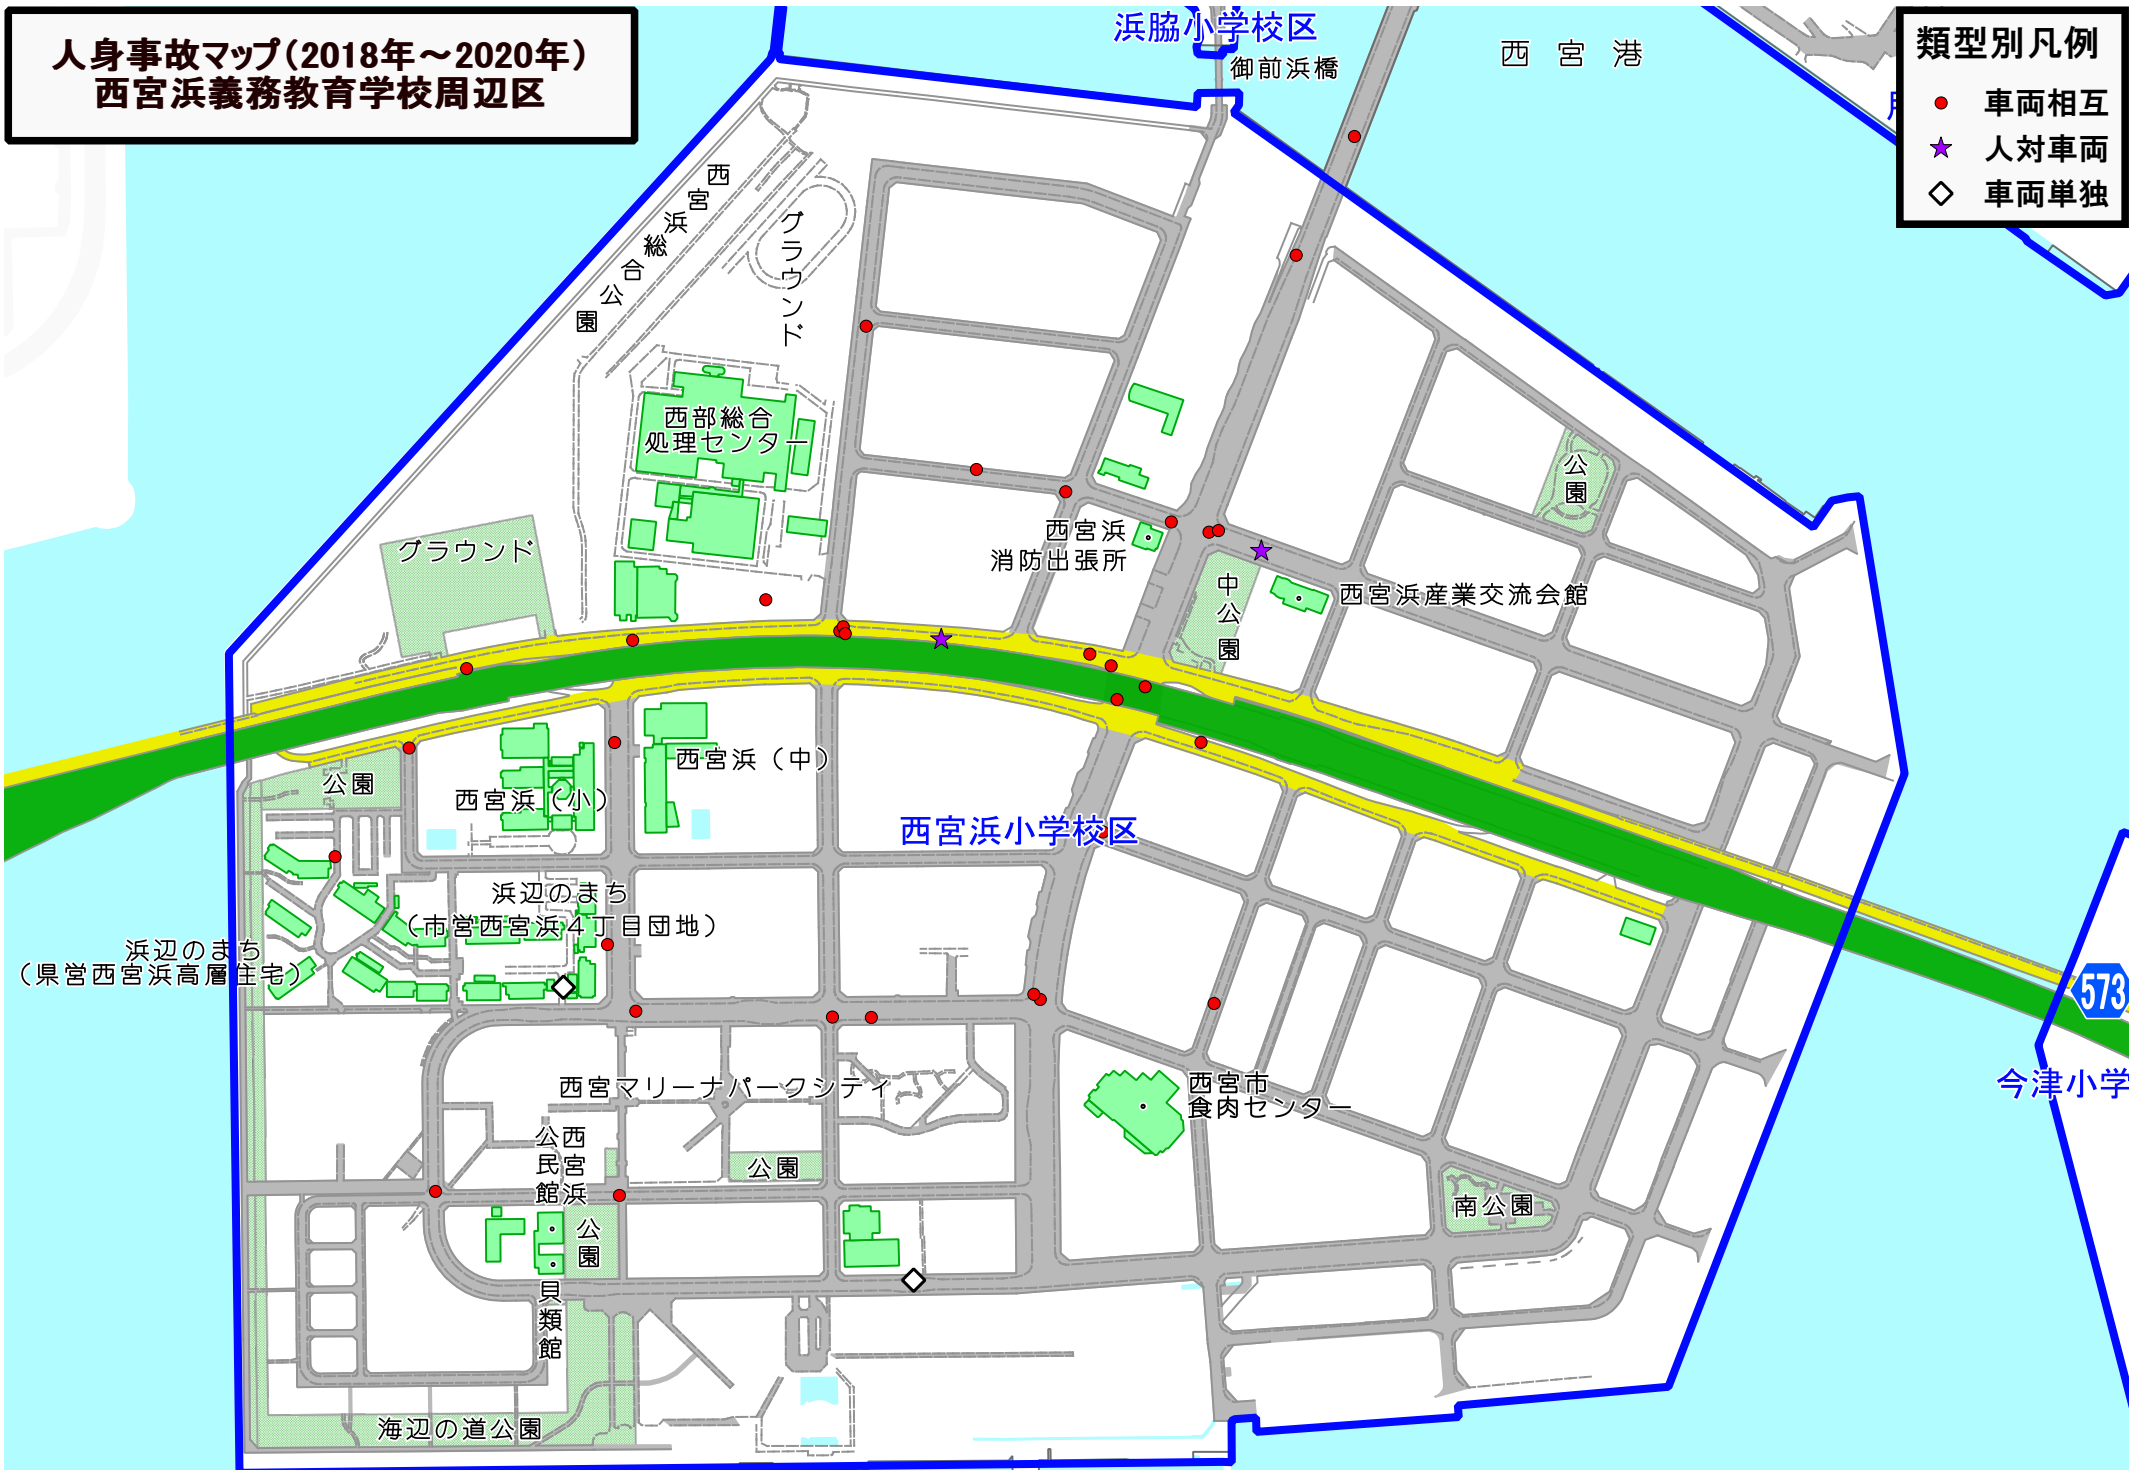 人身事故マップ(2018年～2020年)
西宮浜義務教育学校周辺区
浜脇小学校区
御前浜橋
西宮港
類型別凡例
車両相互
人対車両
車両単独
西宮浜総合公園
グラウンド
西部総合
処理センター
公園
グラウンド
西宮浜
消防出張所
中公園
西宮浜産業交流会館
公園
西宮浜（小）
西宮浜（中）
西宮浜小学校区
浜辺のまち
（市営西宮浜４丁目団地）
浜辺のまち
（県営西宮浜高層住宅）
573
今津小学
西宮マリーナパークシティ
西宮市
食肉センター
西宮浜
公民館
公園
公園
南公園
貝類館
海辺の道公園